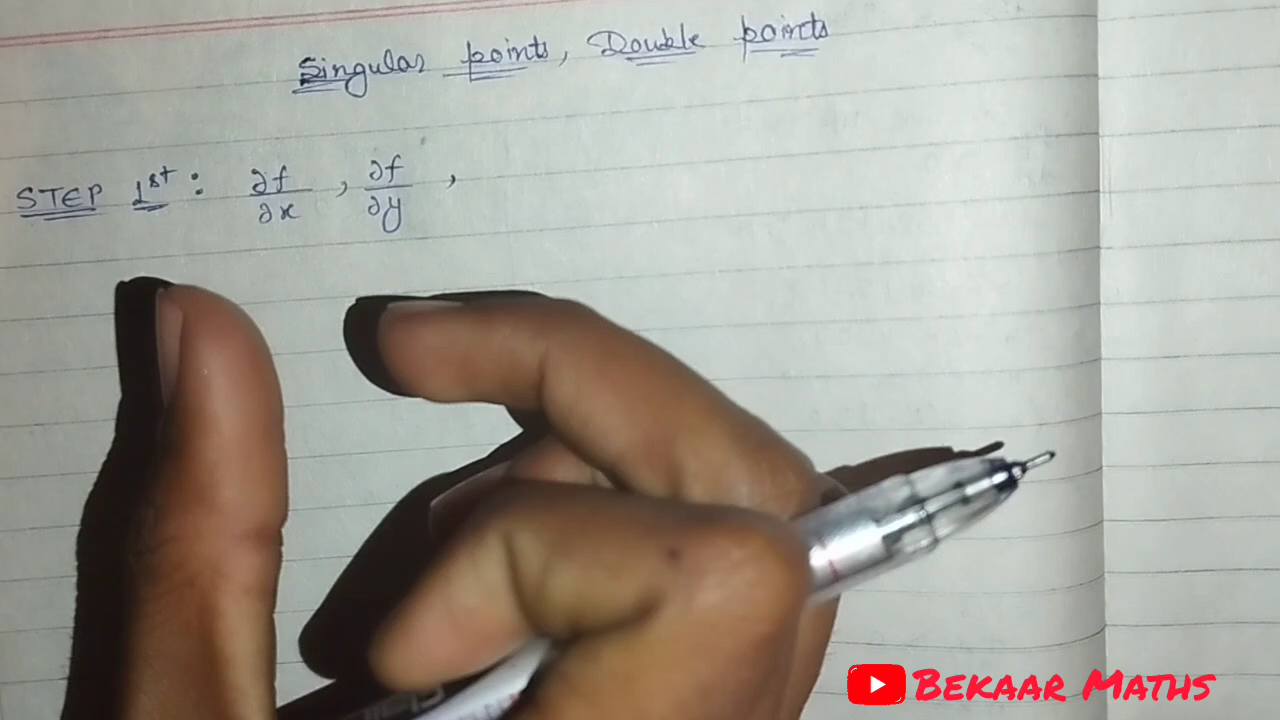 Singular points, Double points
STEP 1st: ∂f/∂x , ∂f/∂y ,
BEKAAR MATHS